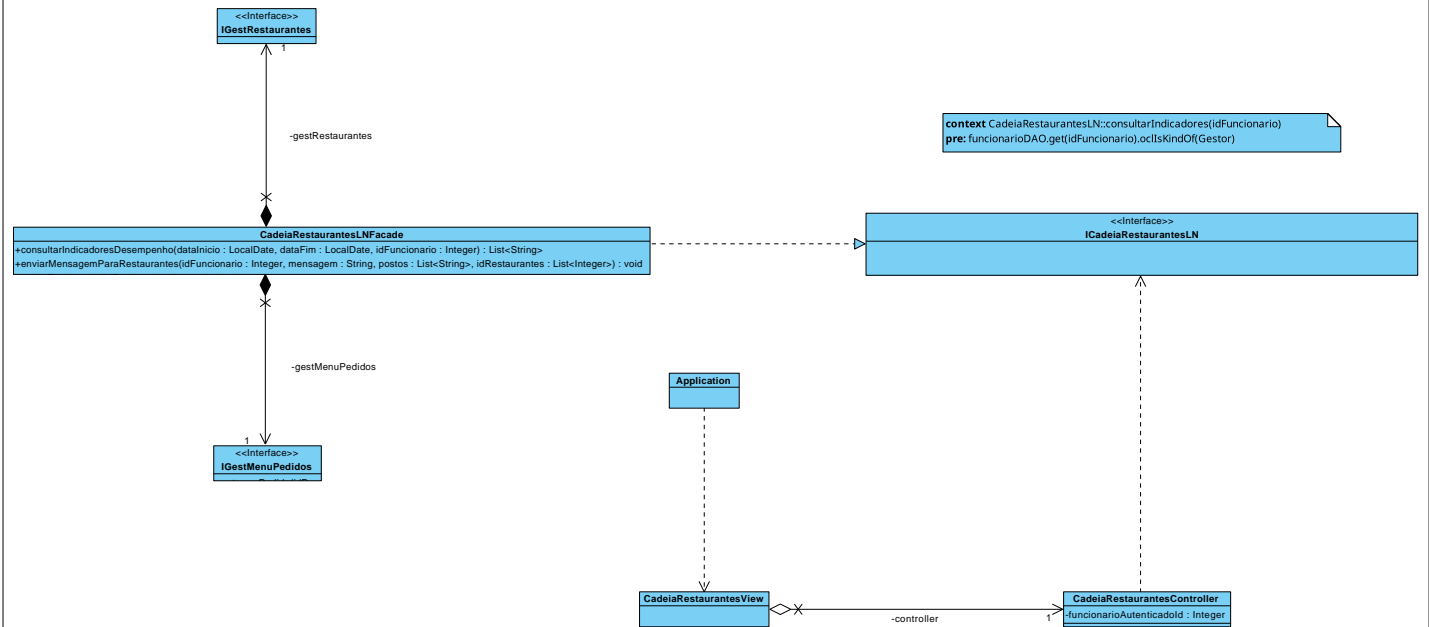 <<Interface>>
IGestRestaurantes
1
-gestRestaurantes
context CadeiaRestaurantesLN::consultarIndicadores(idFuncionario)
pre: funcionarioDAO.get(idFuncionario).oclIsKindOf(Gestor)
CadeiaRestaurantesLNFacade
+consultarIndicadoresDesempenho(dataInicio : LocalDate, dataFim : LocalDate, idFuncionario : Integer) : List<String>
+enviarMensagemParaRestaurantes(idFuncionario : Integer, mensagem : String, postos : List<String>, idRestaurantes : List<Integer>) : void
<<Interface>>
ICadeiaRestaurantesLN
-gestMenuPedidos
1
<<Interface>>
IGestMenuPedidos
Application
CadeiaRestaurantesView
-controller
1
CadeiaRestaurantesController
-funcionarioAutenticadoId : Integer